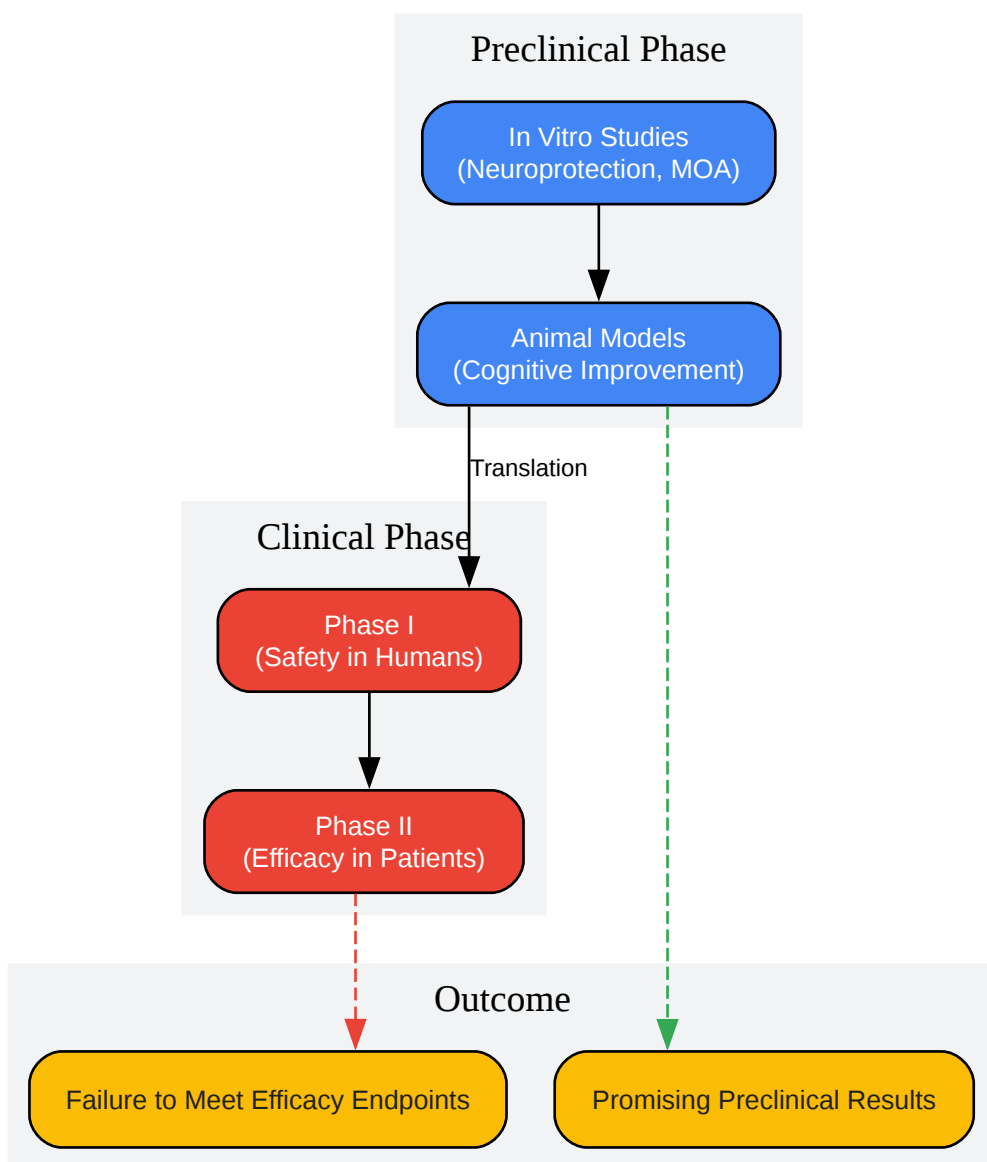 Preclinical Phase
In Vitro Studies
(Neuroprotection, MOA)
Animal Models
(Cognitive Improvement)
Translation
Clinical Phase
Phase I
(Safety in Humans)
Phase II
(Efficacy in Patients)
Outcome
Failure to Meet Efficacy Endpoints
Promising Preclinical Results